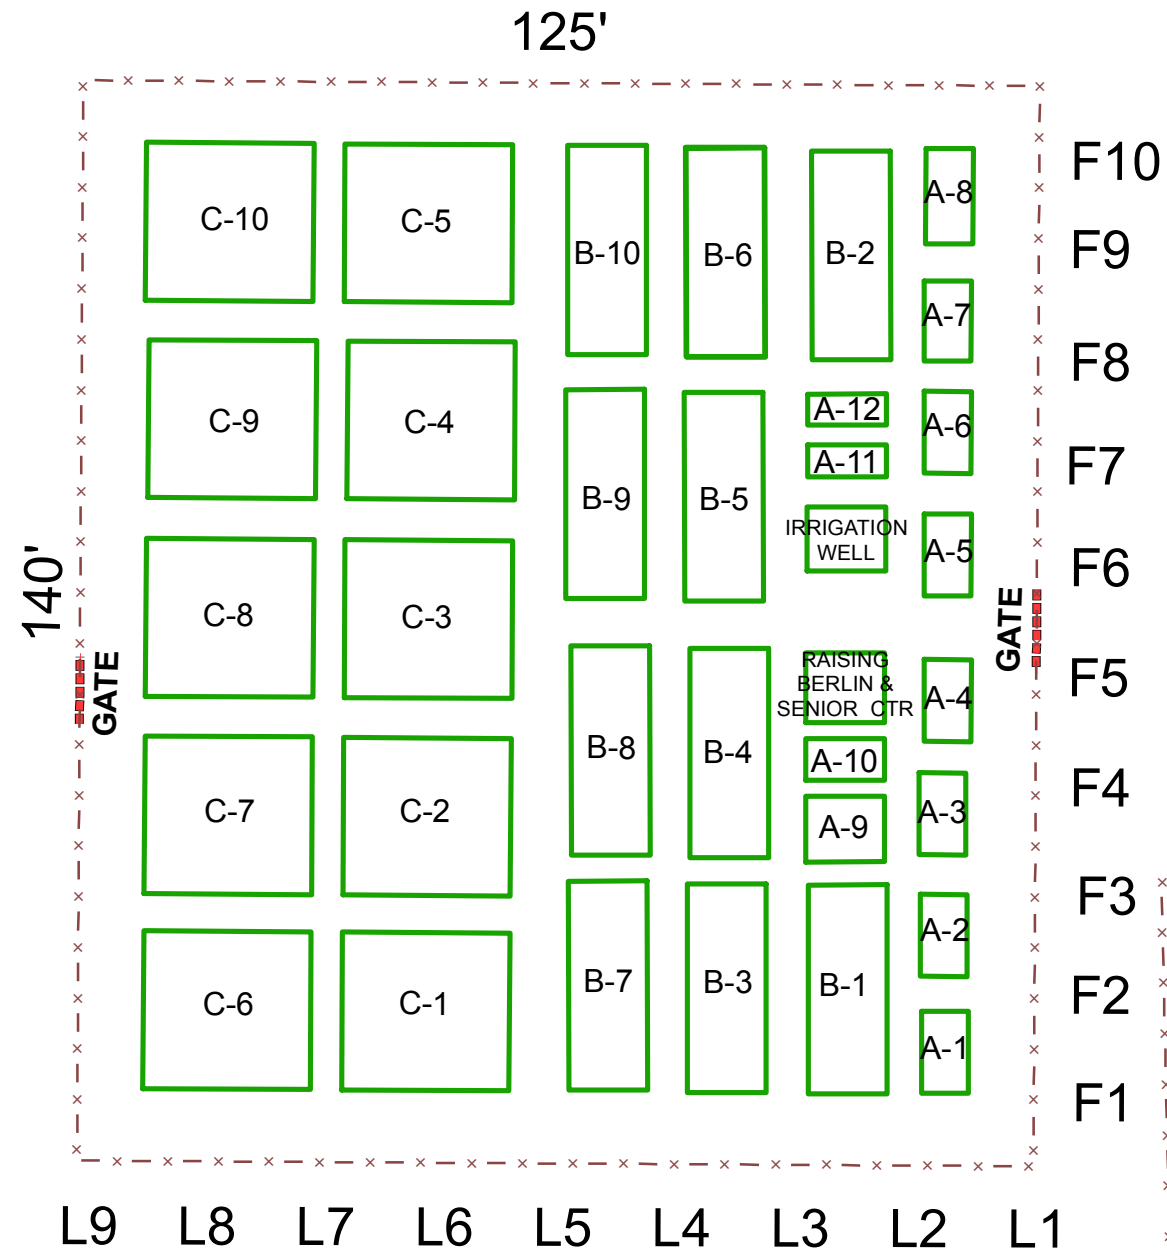 125'
F10
A-8
C-10
C-5
B-10
B-6
B-2
F9
A-7
F8
A-12
A-6
C-9
C-4
A-11
F7
B-9
B-5
IRRIGATION
WELL
A-5
F6
140'
GATE
C-8
C-3
GATE
RAISING
BERLIN &
SENIOR CTR
A-4
F5
B-8
B-4
A-10
F4
C-7
C-2
A-9
A-3
F3
A-2
B-7
B-3
B-1
F2
C-6
C-1
A-1
F1
L9 L8 L7 L6 L5 L4 L3 L2 L1